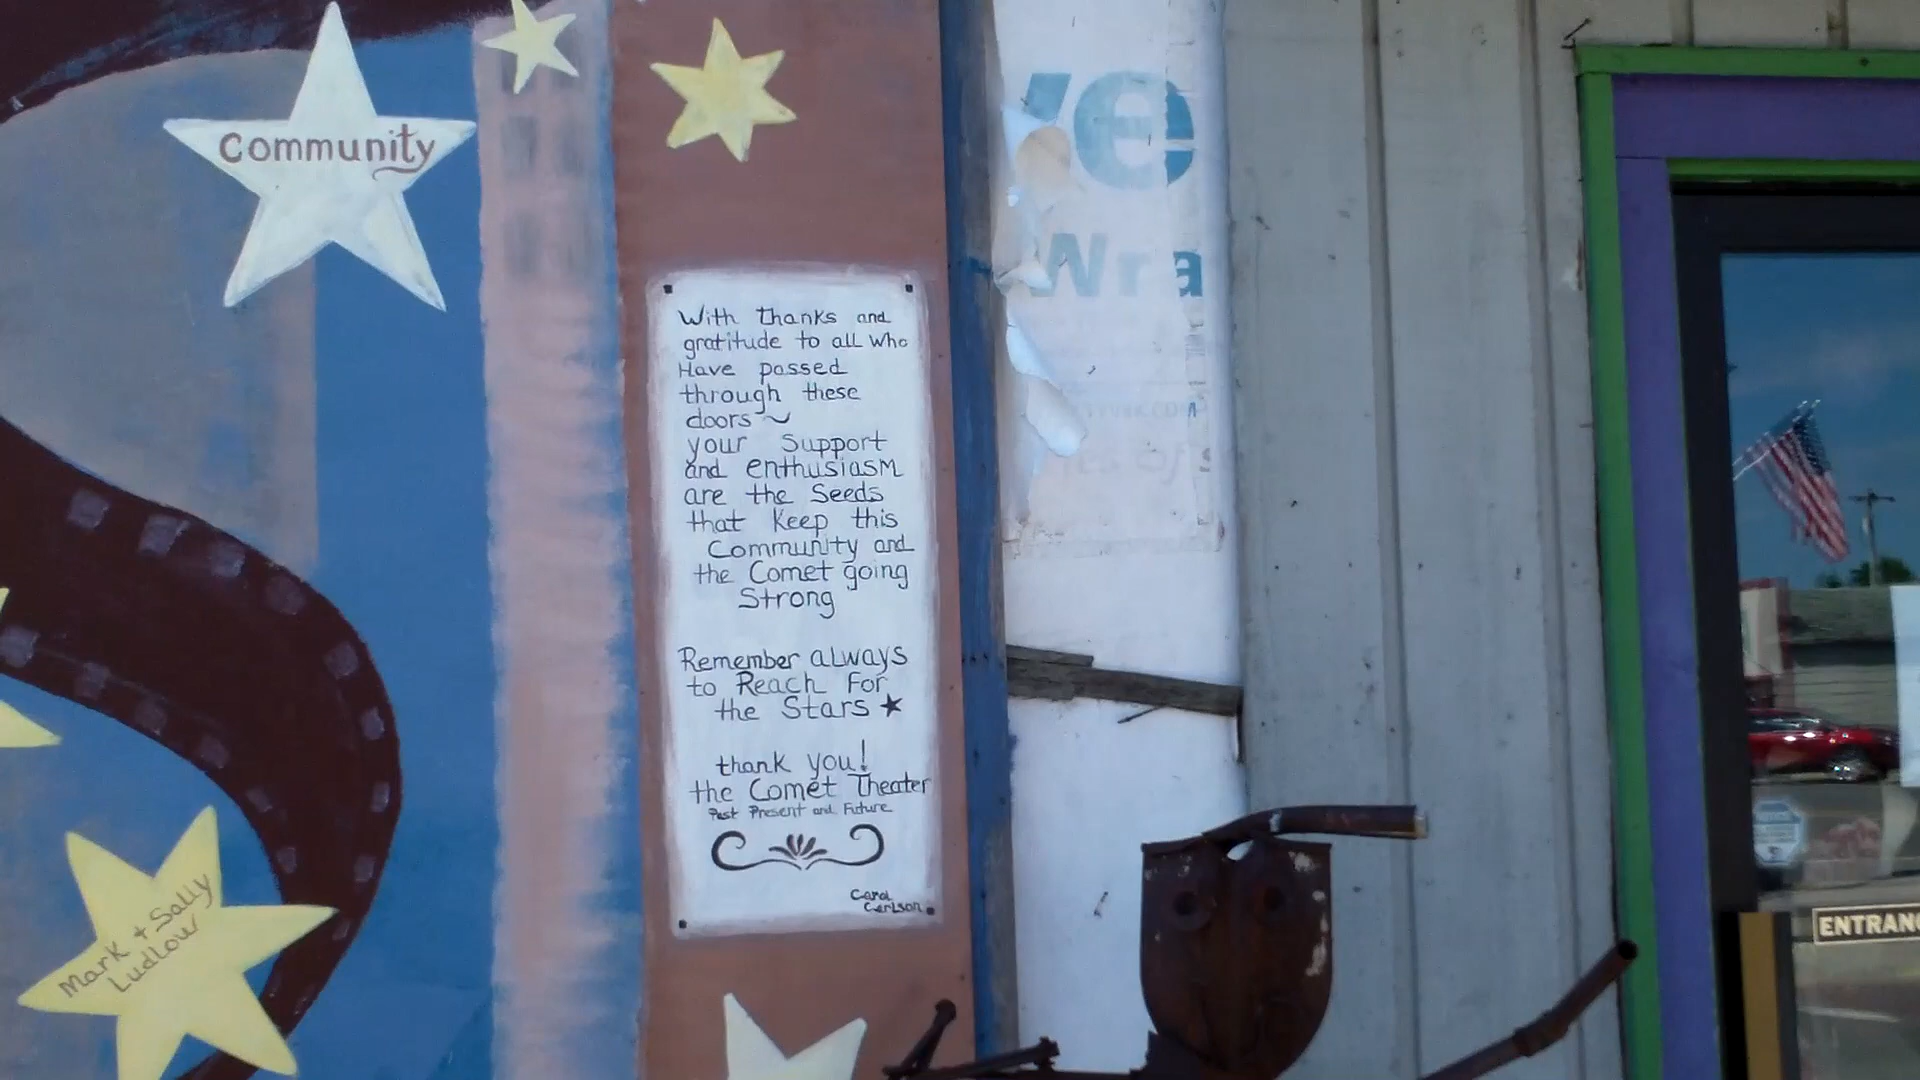 Community
With thanks and
gratitude to all who
Have passed
through these
doors ~
your Support
and enthusiasm
are the Seeds
that Keep this
Community and
the Comet going
Strong
Remember always
to Reach For
the Stars ★
thank you!
the Comet Theater
Past Present and Future
Carol
Carlson
Mark + Sally
Ludlow
ve
Wra
ENTRANC